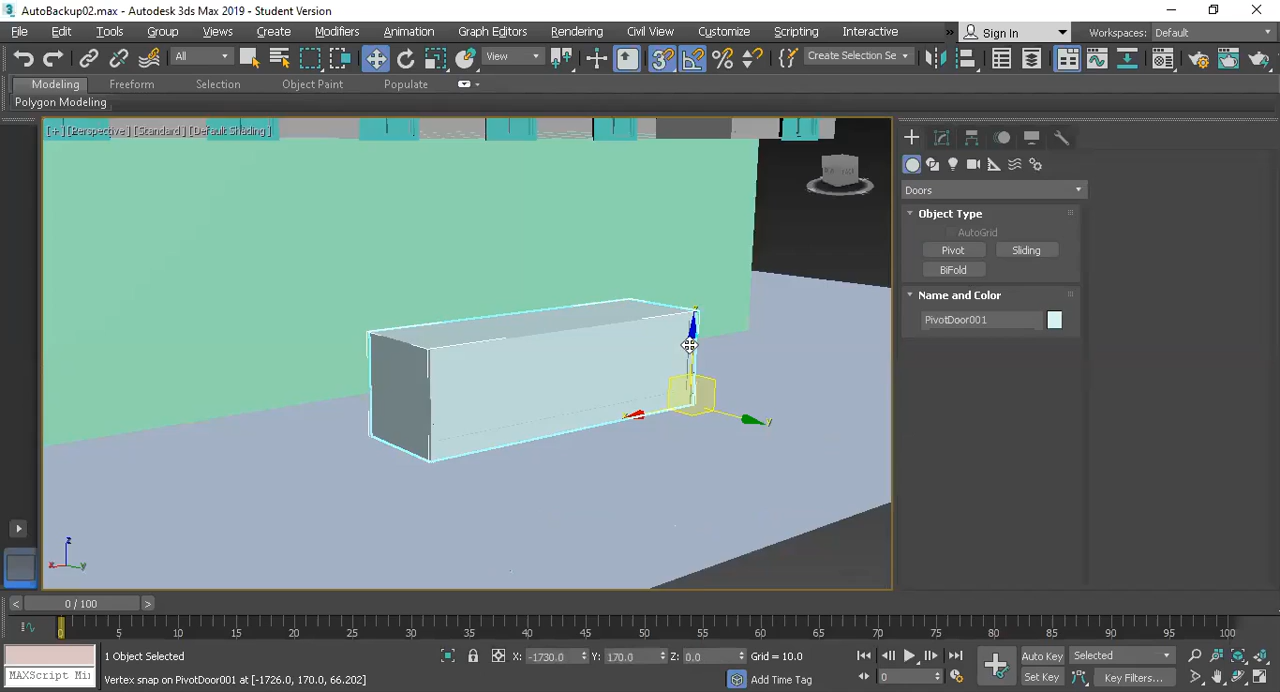 AutoBackup02.max - Autodesk 3ds Max 2019 - Student Version
File Edit Tools Group Views Create Modifiers Animation Graph Editors Rendering Civil View Customize Scripting Interactive » Sign In Workspaces: Default
All View Create Selection Se
Modeling Freeform Selection Object Paint Populate
Polygon Modeling
[+] [Perspective] [Standard] [Default Shading]
Doors
Object Type
AutoGrid
Pivot Sliding
BiFold
Name and Color
PivotDoor001
z
x y
0 / 100
0 5 10 15 20 25 30 35 40 45 50 55 60 65 70 75 80 85 90 95 100
1 Object Selected X: -1730.0 Y: 170.0 Z: 0.0 Grid = 10.0 Auto Key Selected
MAXScript Mi Vertex snap on PivotDoor001 at [-1726.0, 170.0, 66.202] Add Time Tag 0 Set Key Key Filters...